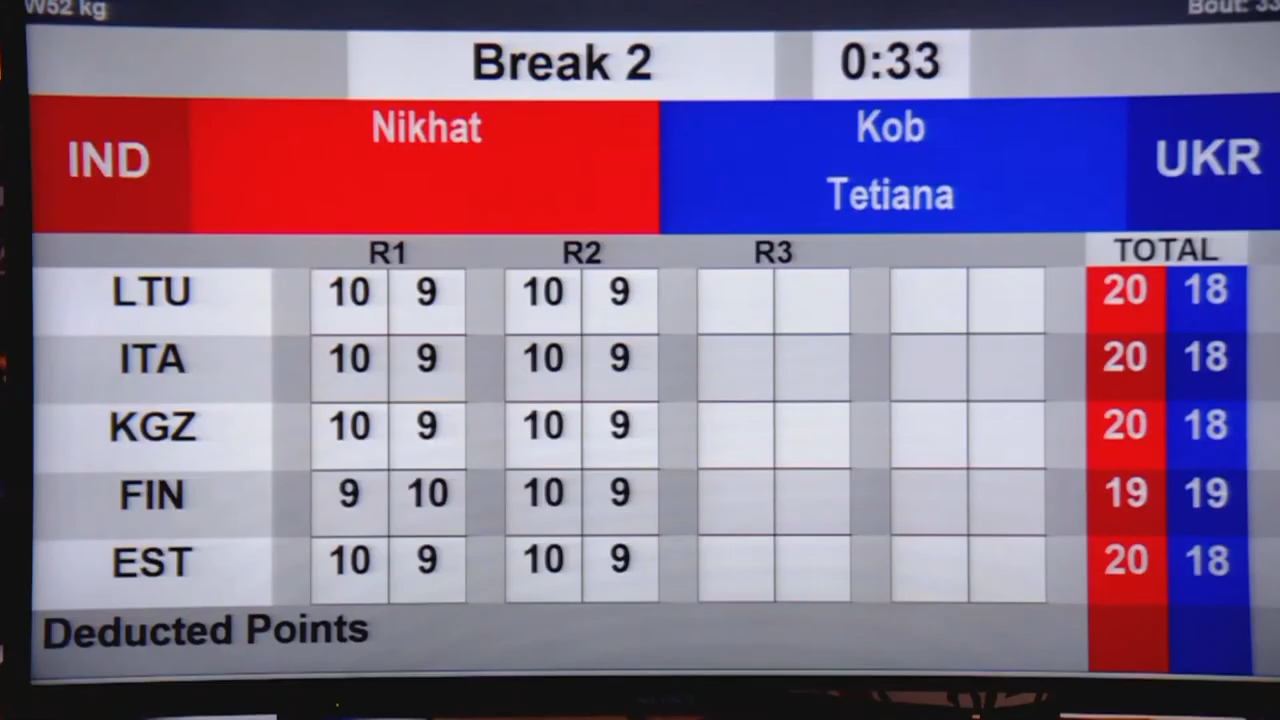 W52 kg Bout: 33
Break 2 0:33
IND Nikhat Kob Tetiana UKR
R1 R2 R3 TOTAL
LTU 10 9 10 9 20 18
ITA 10 9 10 9 20 18
KGZ 10 9 10 9 20 18
FIN 9 10 10 9 19 19
EST 10 9 10 9 20 18
Deducted Points